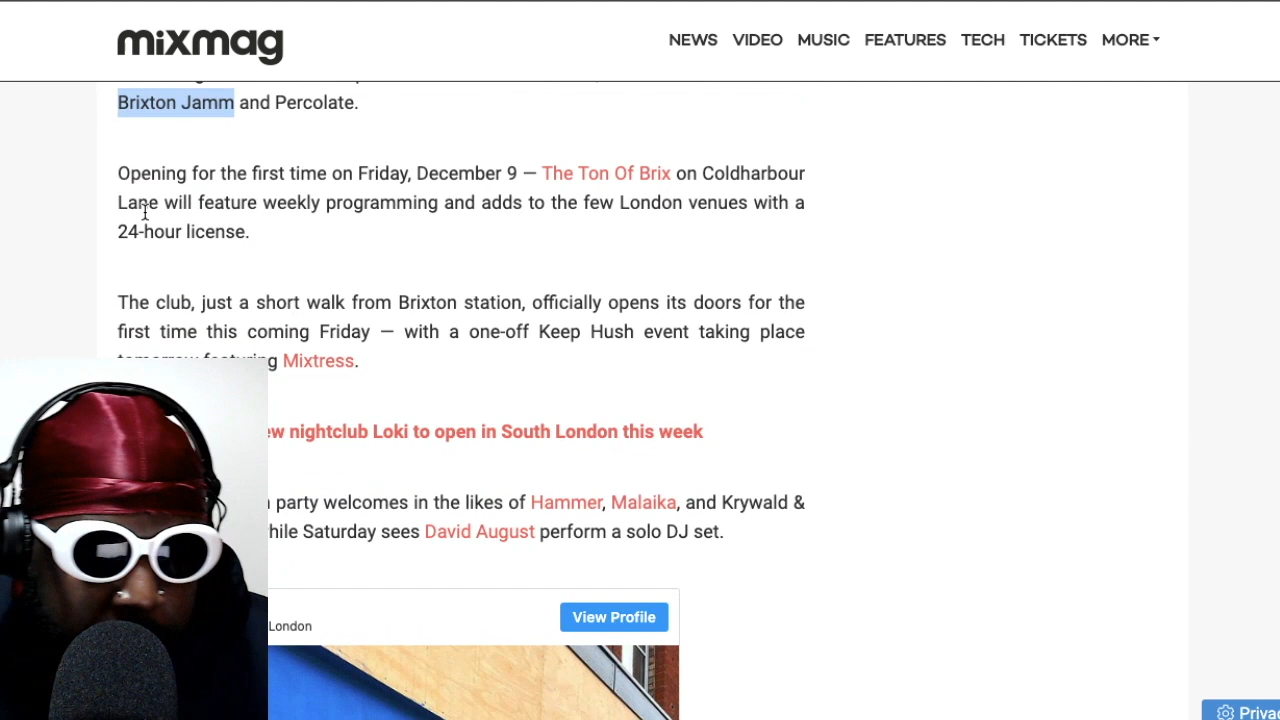 mixmag
NEWS VIDEO MUSIC FEATURES TECH TICKETS MORE
Brixton Jamm and Percolate.
Opening for the first time on Friday, December 9 — The Ton Of Brix on Coldharbour
Lane will feature weekly programming and adds to the few London venues with a
24-hour license.
The club, just a short walk from Brixton station, officially opens its doors for the
first time this coming Friday — with a one-off Keep Hush event taking place
tomorrow featuring Mixtress.
nightclub Loki to open in South London this week
party welcomes in the likes of Hammer, Malaika, and Krywald &
Saturday sees David August perform a solo DJ set.
View Profile
London